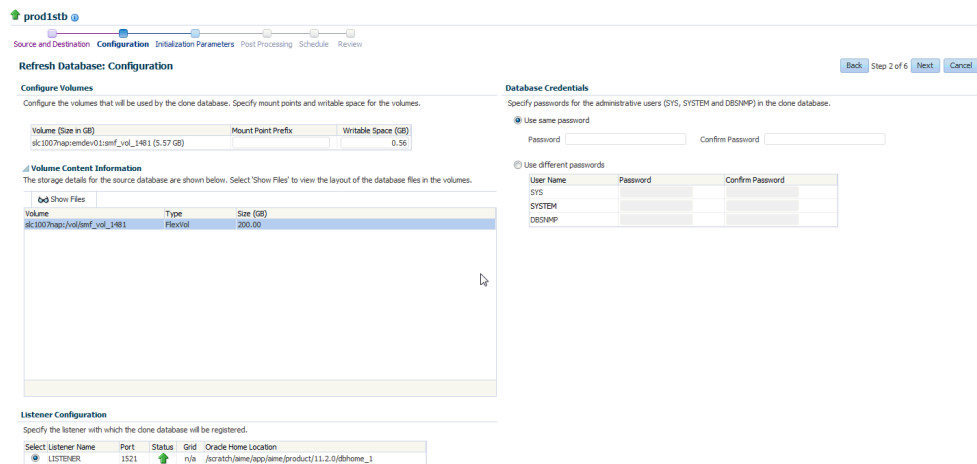 prod1stb
Source and Destination Configuration Initialization Parameters Post Processing Schedule Review
Refresh Database: Configuration
Back Step 2 of 6 Next Cancel
Configure Volumes
Configure the volumes that will be used by the clone database. Specify mount points and writable space for the volumes.
Volume (Size in GB) Mount Point Prefix Writable Space (GB)
slc1007nap:emdev01:smf_vol_1481 (5.57 GB) 0.56
Volume Content Information
The storage details for the source database are shown below. Select 'Show Files' to view the layout of the database files in the volumes.
Show Files
Volume Type Size (GB)
slc1007nap:/vol/smf_vol_1481 FlexVol 200.00
Listener Configuration
Specify the listener with which the clone database will be registered.
Select Listener Name Port Status Grid Oracle Home Location
LISTENER 1521 n/a /scratch/aime/app/aime/product/11.2.0/dbhome_1
Database Credentials
Specify passwords for the administrative users (SYS, SYSTEM and DBSNMP) in the clone database.
Use same password
Password Confirm Password
Use different passwords
User Name Password Confirm Password
SYS
SYSTEM
DBSNMP